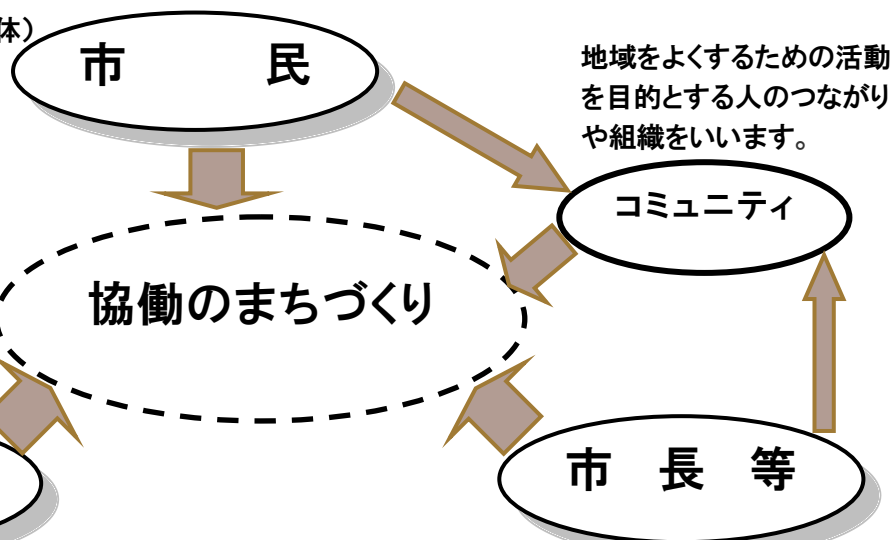 体）
市　　民
地域をよくするための活動
を目的とする人のつながり
や組織をいいます。
コミュニティ
協働のまちづくり
市　長　等